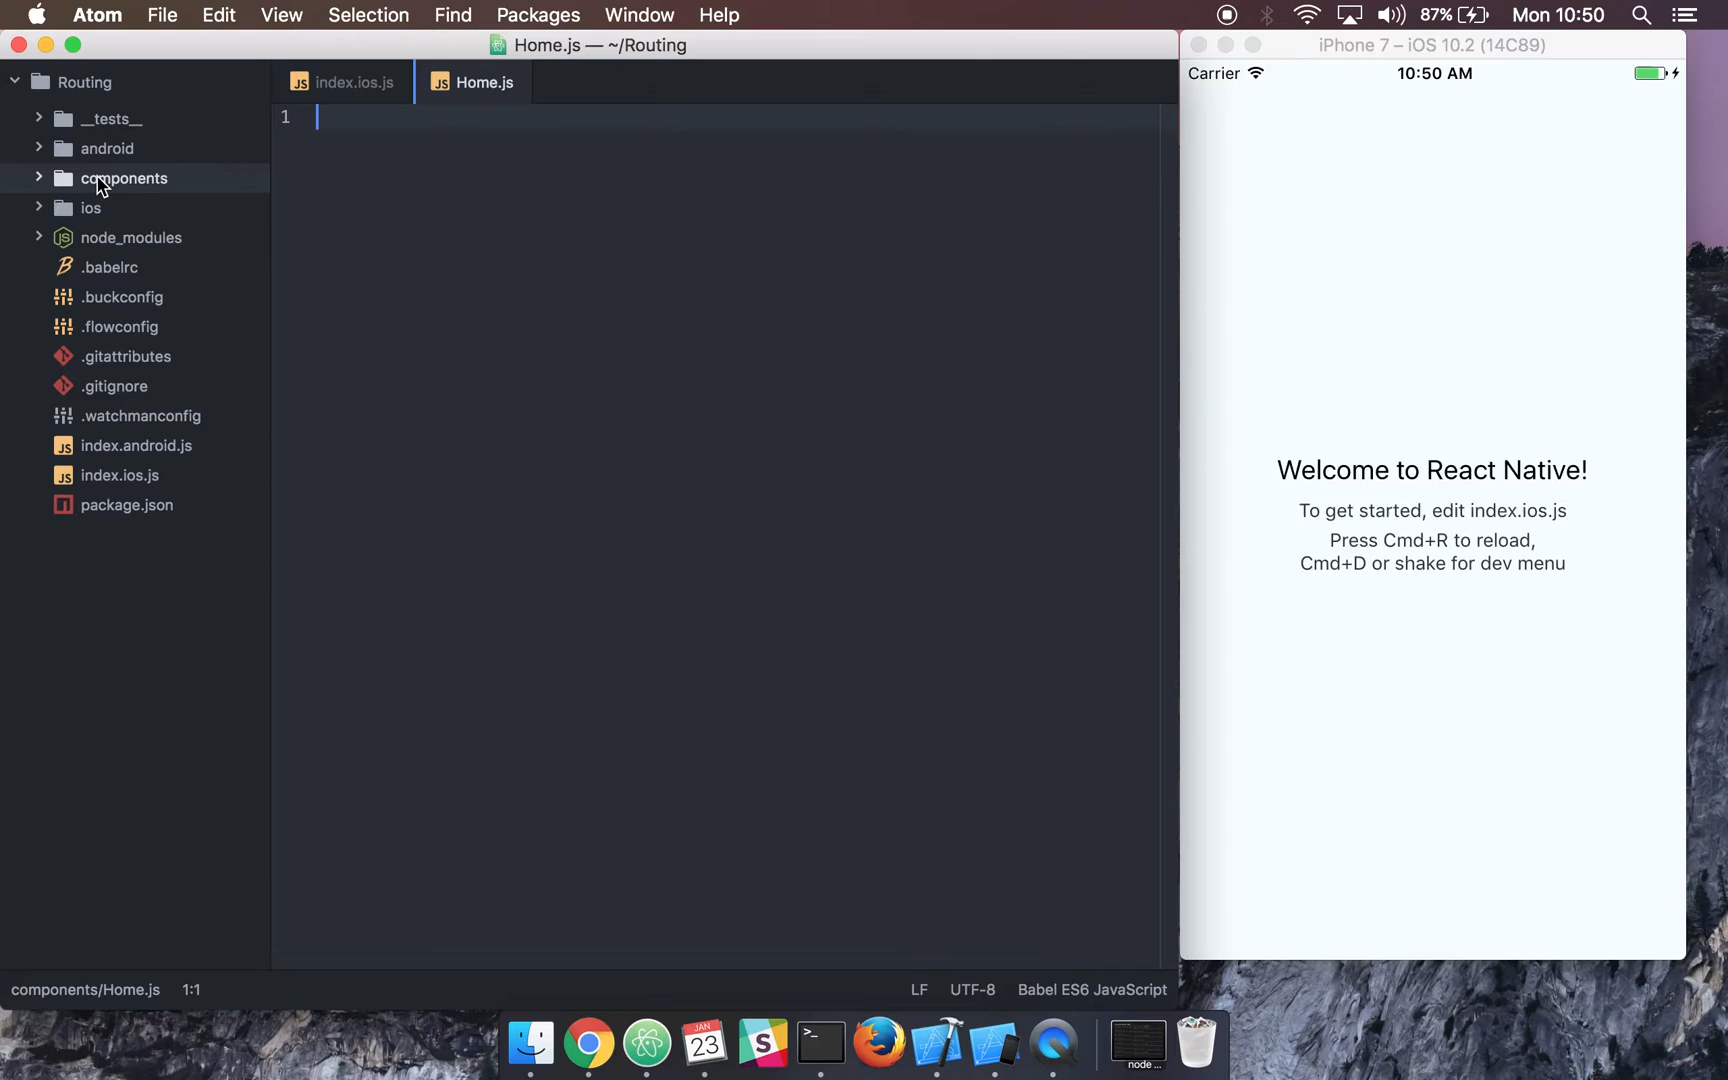 Atom File Edit View Selection Find Packages Window Help 87% Mon 10:50
Home.js — ~/Routing
iPhone 7 – iOS 10.2 (14C89)
Routing
index.ios.js
Home.js
Carrier 10:50 AM
__tests__
android
components
ios
node_modules
.babelrc
.buckconfig
.flowconfig
.gitattributes
.gitignore
.watchmanconfig
index.android.js
index.ios.js
package.json
1
Welcome to React Native!
To get started, edit index.ios.js
Press Cmd+R to reload,
Cmd+D or shake for dev menu
components/Home.js 1:1
LF UTF-8 Babel ES6 JavaScript
JAN
23
node ...